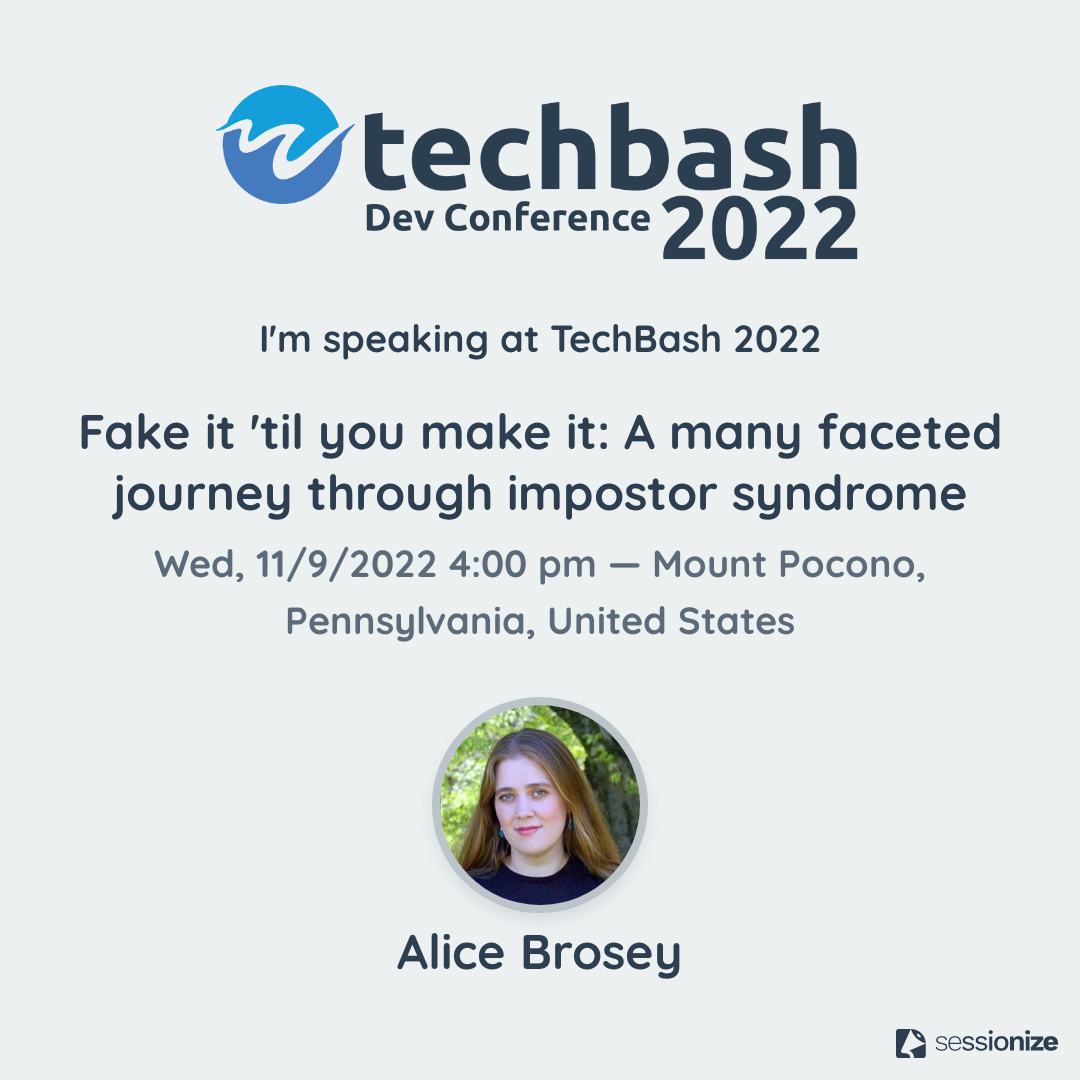 techbash
Dev Conference 2022
I'm speaking at TechBash 2022
Fake it 'til you make it: A many faceted
journey through impostor syndrome
Wed, 11/9/2022 4:00 pm — Mount Pocono,
Pennsylvania, United States
Alice Brosey
sessionize